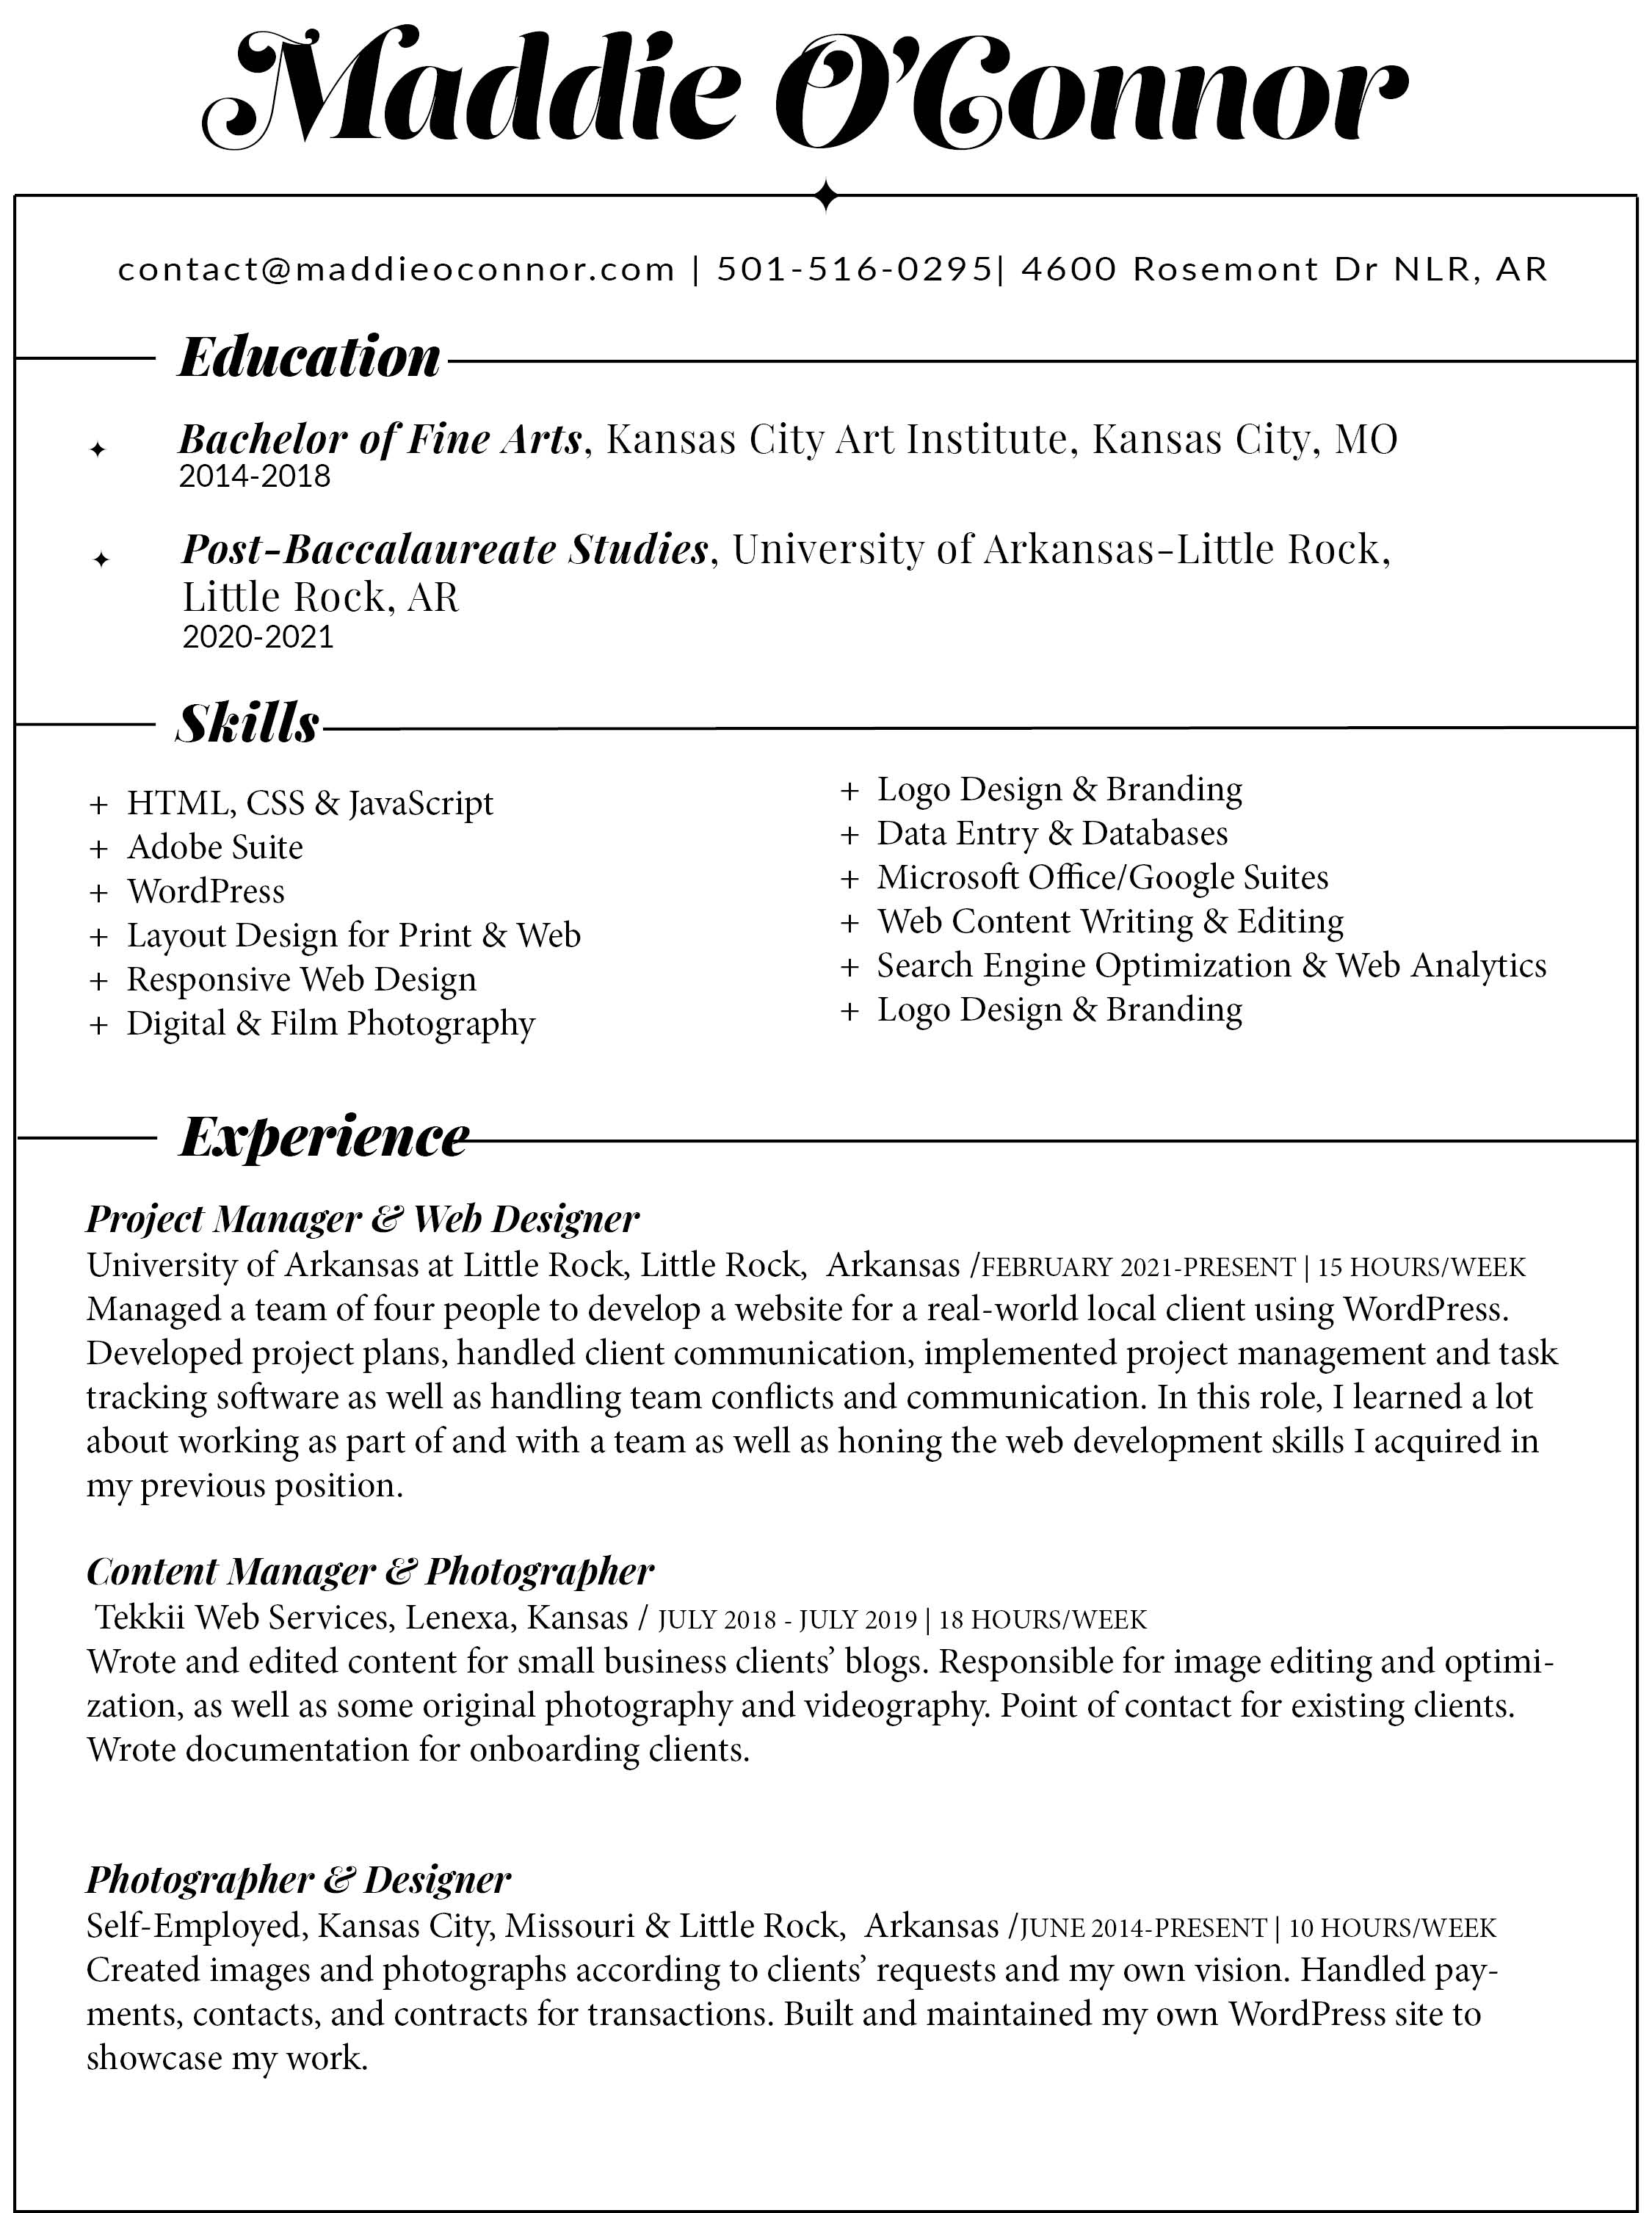 Maddie O’Connor
contact@maddieoconnor.com | 501-516-0295| 4600 Rosemont Dr NLR, AR
Education
Bachelor of Fine Arts, Kansas City Art Institute, Kansas City, MO
2014-2018
Post-Baccalaureate Studies, University of Arkansas-Little Rock,
Little Rock, AR
2020-2021
Skills
+ HTML, CSS & JavaScript
+ Adobe Suite
+ WordPress
+ Layout Design for Print & Web
+ Responsive Web Design
+ Digital & Film Photography
+ Logo Design & Branding
+ Data Entry & Databases
+ Microsoft Office/Google Suites
+ Web Content Writing & Editing
+ Search Engine Optimization & Web Analytics
+ Logo Design & Branding
Experience
Project Manager & Web Designer
University of Arkansas at Little Rock, Little Rock, Arkansas /FEBRUARY 2021-PRESENT | 15 HOURS/WEEK
Managed a team of four people to develop a website for a real-world local client using WordPress.
Developed project plans, handled client communication, implemented project management and task
tracking software as well as handling team conflicts and communication. In this role, I learned a lot
about working as part of and with a team as well as honing the web development skills I acquired in
my previous position.
Content Manager & Photographer
Tekkii Web Services, Lenexa, Kansas / JULY 2018 - JULY 2019 | 18 HOURS/WEEK
Wrote and edited content for small business clients’ blogs. Responsible for image editing and optimi-
zation, as well as some original photography and videography. Point of contact for existing clients.
Wrote documentation for onboarding clients.
Photographer & Designer
Self-Employed, Kansas City, Missouri & Little Rock, Arkansas /JUNE 2014-PRESENT | 10 HOURS/WEEK
Created images and photographs according to clients’ requests and my own vision. Handled pay-
ments, contacts, and contracts for transactions. Built and maintained my own WordPress site to
showcase my work.